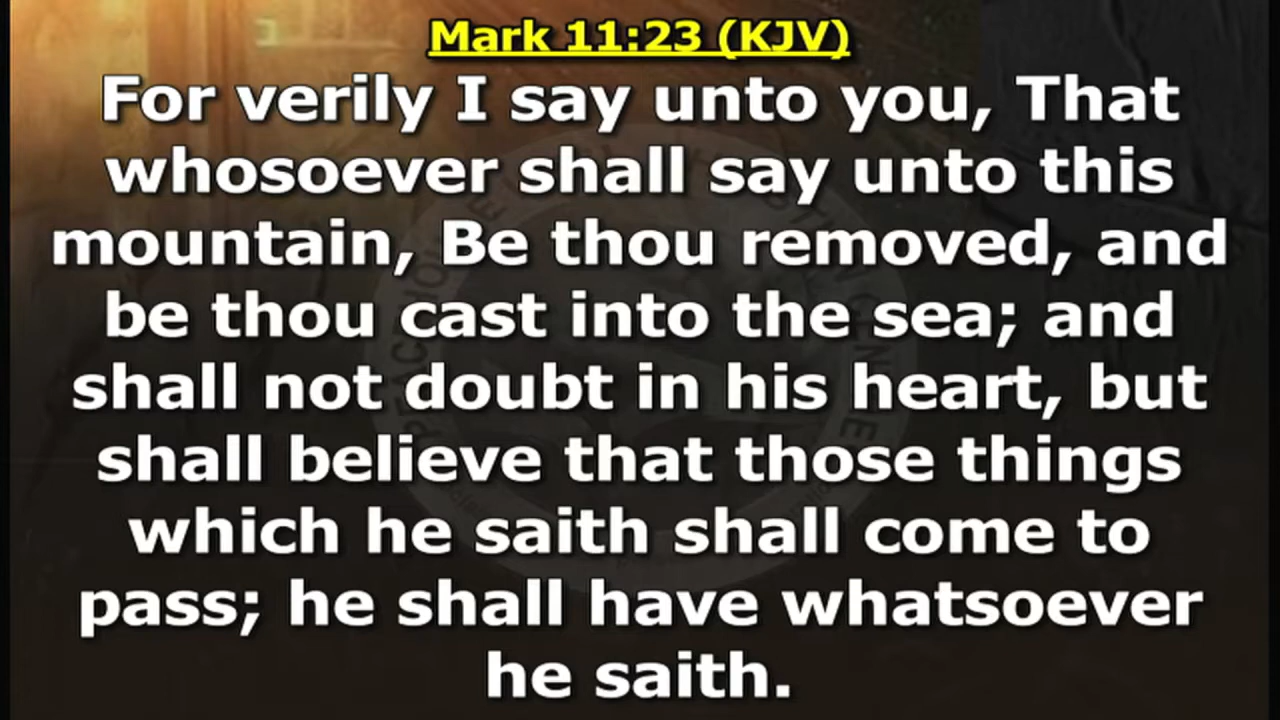 Mark 11:23 (KJV)
For verily I say unto you, That
whosoever shall say unto this
mountain, Be thou removed, and
be thou cast into the sea; and
shall not doubt in his heart, but
shall believe that those things
which he saith shall come to
pass; he shall have whatsoever
he saith.